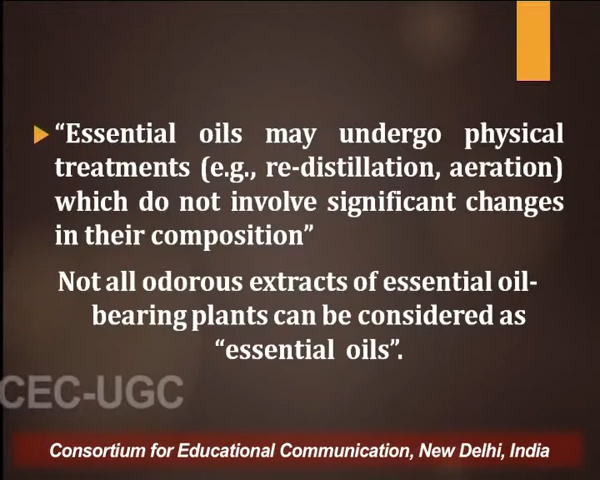 “Essential oils may undergo physical
treatments (e.g., re-distillation, aeration)
which do not involve significant changes
in their composition”
Not all odorous extracts of essential oil-
bearing plants can be considered as
“essential oils”.
CEC-UGC
Consortium for Educational Communication, New Delhi, India